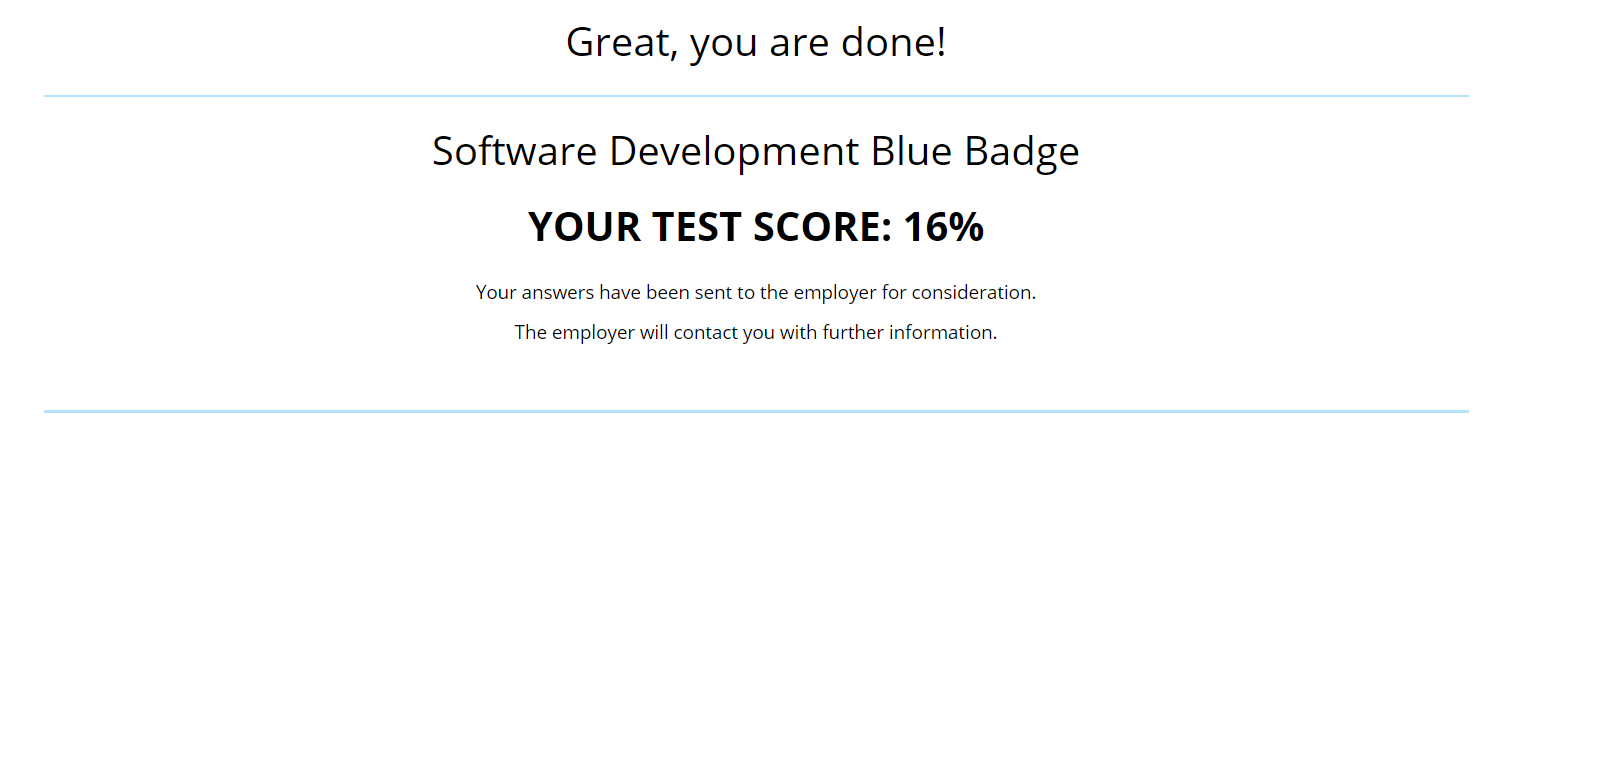 Great, you are done!
Software Development Blue Badge
YOUR TEST SCORE: 16%
Your answers have been sent to the employer for consideration.
The employer will contact you with further information.